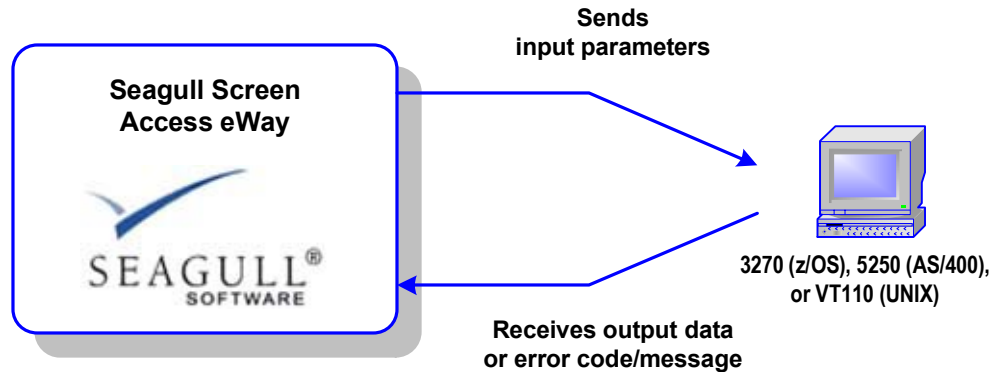 Sends
input parameters
Seagull Screen
Access eWay
SEAGULL®
SOFTWARE
3270 (z/OS), 5250 (AS/400),
or VT110 (UNIX)
Receives output data
or error code/message